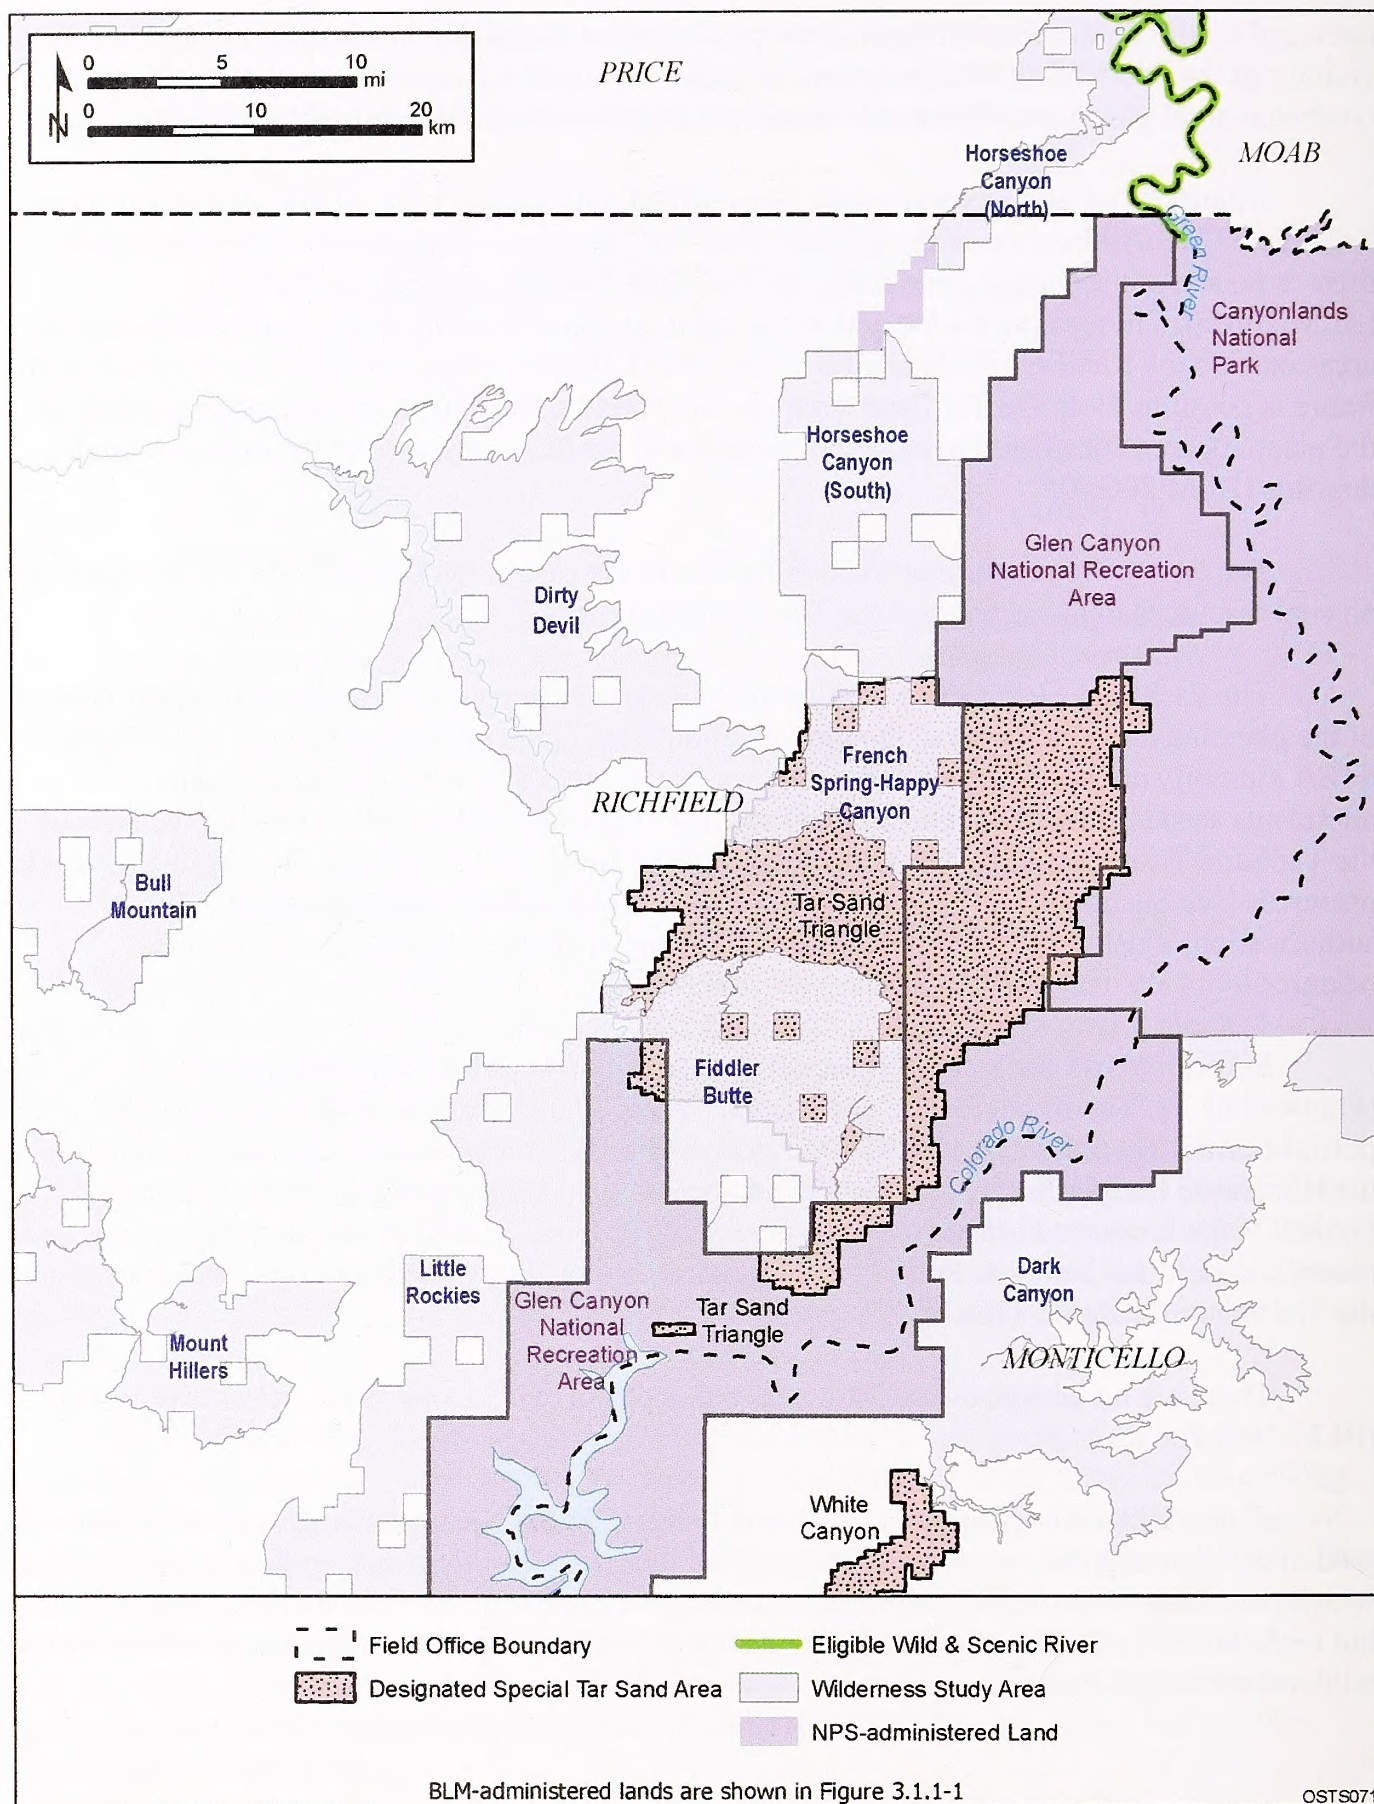 0 5 10
mi
0 10 20
km
N
PRICE
MOAB
Horseshoe
Canyon
(North)
Green River
Canyonlands
National
Park
Horseshoe
Canyon
(South)
Glen Canyon
National Recreation
Area
Dirty
Devil
French
Spring-Happy
Canyon
RICHFIELD
Bull
Mountain
Tar Sand
Triangle
Fiddler
Butte
Colorado River
Little
Rockies
Dark
Canyon
Glen Canyon
National
Recreation
Area
Tar Sand
Triangle
Mount
Hillers
MONTICELLO
White
Canyon
Field Office Boundary
Eligible Wild & Scenic River
Designated Special Tar Sand Area
Wilderness Study Area
NPS-administered Land
BLM-administered lands are shown in Figure 3.1.1-1
OSTS071